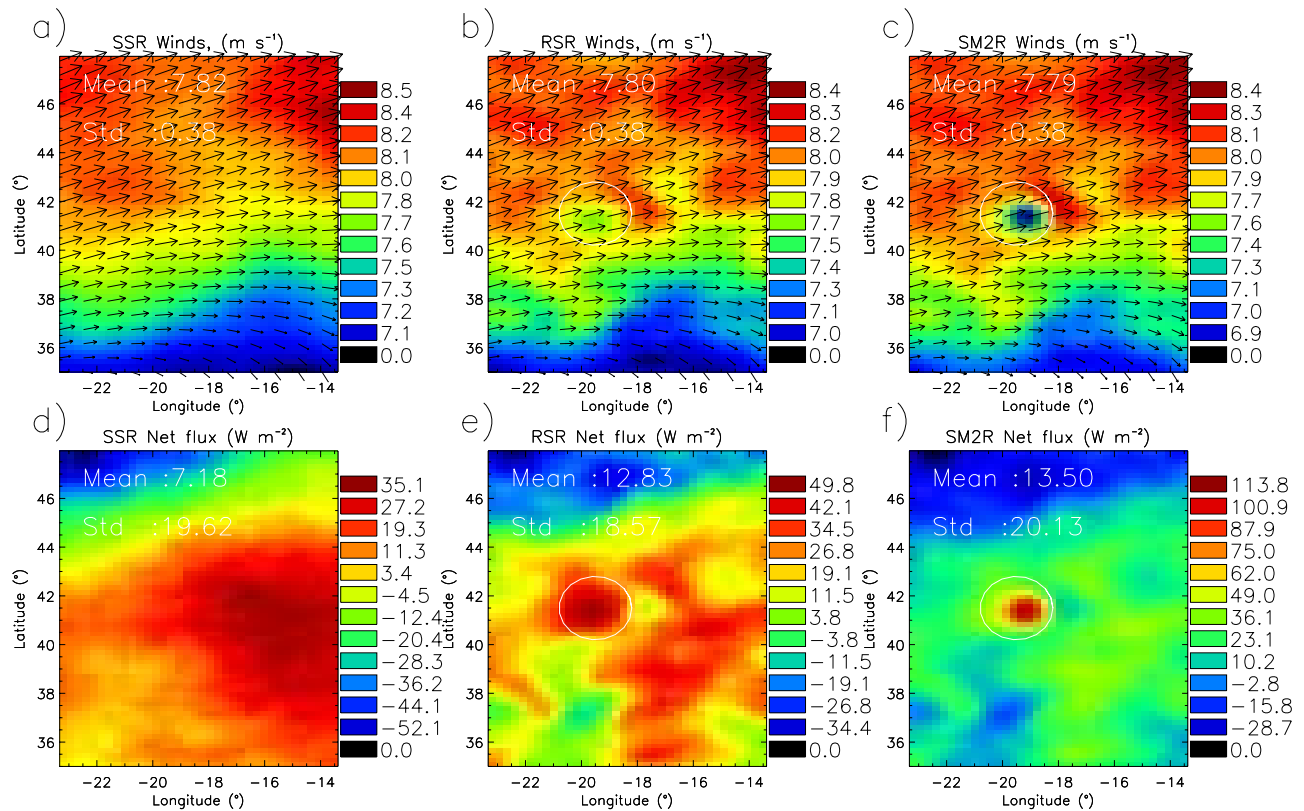 a)
SSR Winds, (m s⁻¹)
Mean :7.82
Std :0.38
46
44
42
40
38
36
Latitude (°)
−22 −20 −18 −16 −14
Longitude (°)
8.5
8.4
8.2
8.1
8.0
7.8
7.7
7.6
7.5
7.3
7.2
7.1
0.0
b)
RSR Winds, (m s⁻¹)
Mean :7.80
Std :0.38
46
44
42
40
38
36
Latitude (°)
−22 −20 −18 −16 −14
Longitude (°)
8.4
8.3
8.2
8.0
7.9
7.8
7.6
7.5
7.4
7.3
7.1
7.0
0.0
c)
SM2R Winds (m s⁻¹)
Mean :7.79
Std :0.38
46
44
42
40
38
36
Latitude (°)
−22 −20 −18 −16 −14
Longitude (°)
8.4
8.3
8.1
8.0
7.9
7.7
7.6
7.5
7.4
7.1
7.0
6.9
0.0
d)
SSR Net flux (W m⁻²)
Mean :7.18
Std :19.62
46
44
42
40
38
36
Latitude (°)
−22 −20 −18 −16 −14
Longitude (°)
35.1
27.2
19.3
11.3
3.4
−4.5
−12.4
−20.4
−28.3
−36.2
−44.1
−52.1
0.0
e)
RSR Net flux (W m⁻²)
Mean :12.83
Std :18.57
46
44
42
40
38
36
Latitude (°)
−22 −20 −18 −16 −14
Longitude (°)
49.8
42.1
34.5
26.8
19.1
11.5
3.8
−3.8
−11.5
−19.1
−26.8
−34.4
0.0
f)
SM2R Net flux (W m⁻²)
Mean :13.50
Std :20.13
46
44
42
40
38
36
Latitude (°)
−22 −20 −18 −16 −14
Longitude (°)
113.8
100.9
87.9
75.0
62.0
49.0
36.1
23.1
10.2
−2.8
−15.8
−28.7
0.0